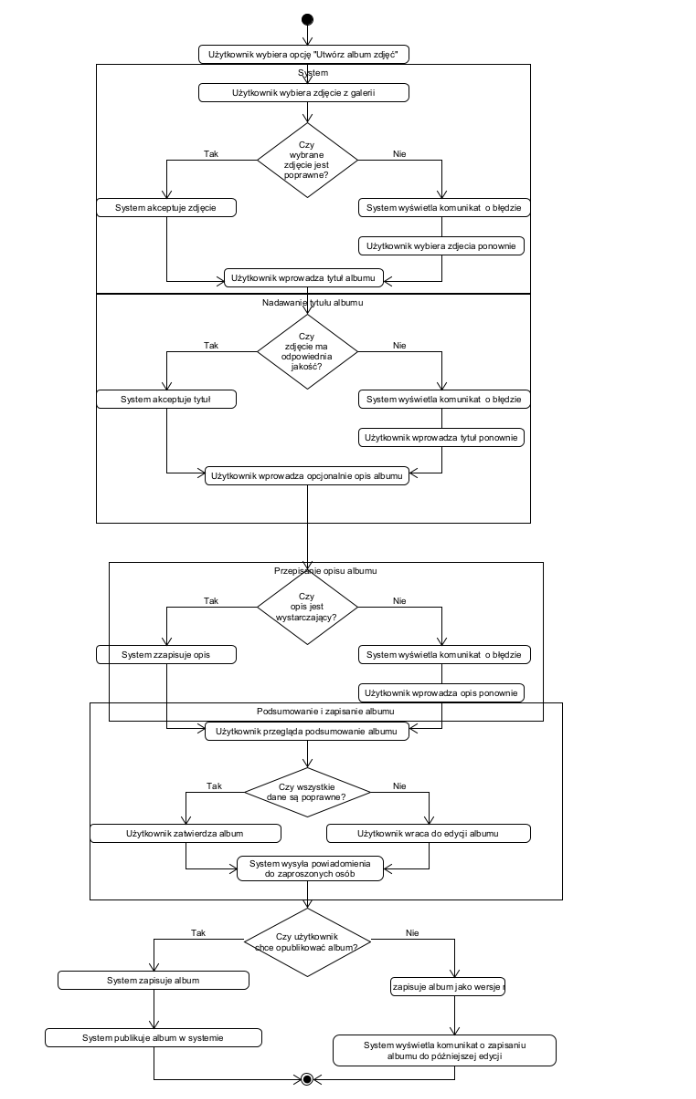 Użytkownik wybiera opcję "Utwórz album zdjęć"
System
Użytkownik wybiera zdjęcie z galerii
Czy
wybrane
zdjęcie jest
poprawne?
Tak
Nie
System akceptuje zdjęcie
System wyświetla komunikat o błędzie
Użytkownik wybiera zdjecia ponownie
Użytkownik wprowadza tytuł albumu
Nadawanie tytułu albumu
Czy
zdjęcie ma
odpowiednia
jakość?
Tak
Nie
System akceptuje tytuł
System wyświetla komunikat o błędzie
Użytkownik wprowadza tytuł ponownie
Użytkownik wprowadza opcjonalnie opis albumu
Przepisanie opisu albumu
Czy
opis jest
wystarczający?
Tak
Nie
System zzapisuje opis
System wyświetla komunikat o błędzie
Użytkownik wprowadza opis ponownie
Podsumowanie i zapisanie albumu
Użytkownik przegląda podsumowanie albumu
Czy wszystkie
dane są poprawne?
Tak
Nie
Użytkownik zatwierdza album
Użytkownik wraca do edycji albumu
System wysyła powiadomienia
do zaproszonych osób
Czy użytkownik
chce opublikować album?
Tak
Nie
System zapisuje album
zapisuje album jako wersje
System publikuje album w systemie
System wyświetla komunikat o zapisaniu
albumu do późniejszej edycji